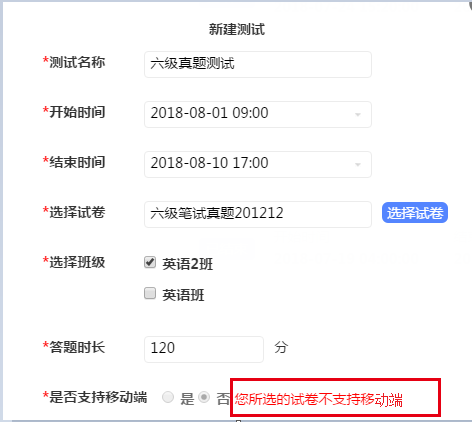 新建测试
*测试名称 六级真题测试
*开始时间 2018-08-01 09:00
*结束时间 2018-08-10 17:00
*选择试卷 六级笔试真题201212 选择试卷
*选择班级 英语2班
英语班
*答题时长 120 分
*是否支持移动端 是 否 您所选的试卷不支持移动端